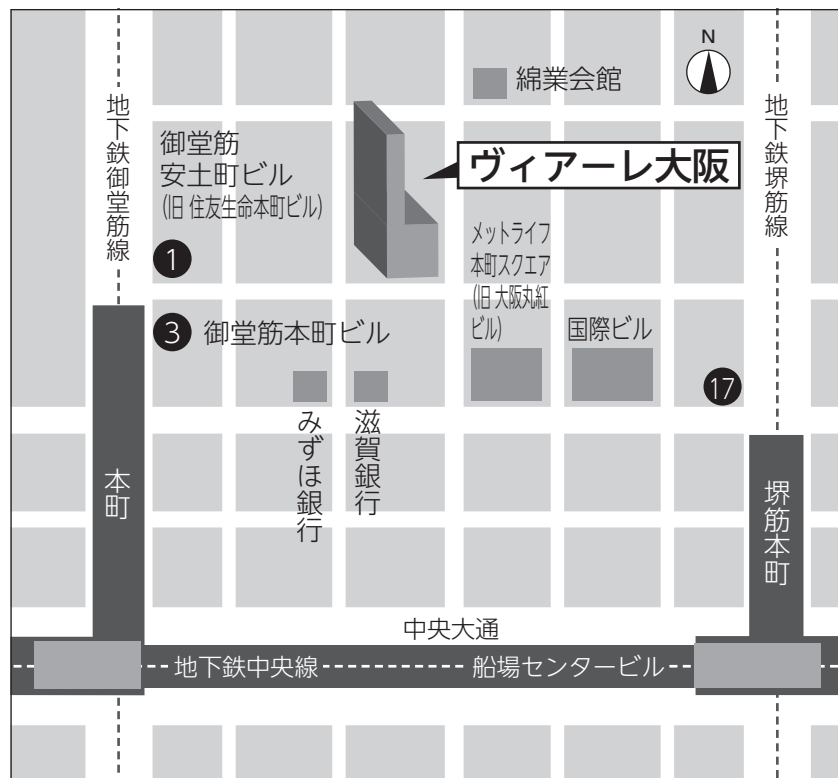 N
綿業会館
地下鉄御堂筋線
御堂筋
安土町ビル
(旧 住友生命本町ビル)
ヴィアーレ大阪
地下鉄堺筋線
1
メットライフ
本町スクエア
(旧 大阪丸紅
ビル)
国際ビル
3 御堂筋本町ビル
17
みずほ銀行
滋賀銀行
本町
堺筋本町
中央大通
地下鉄中央線
船場センタービル